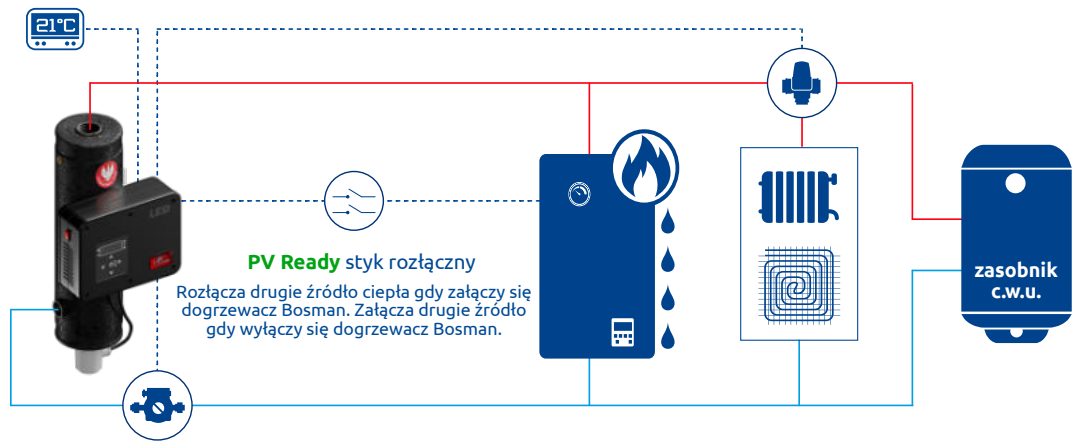 21°C
LED
PV Ready styk rozłączny
Rozłącza drugie źródło ciepła gdy załączy się
dogrzewacz Bosman. Załącza drugie źródło
gdy wyłączy się dogrzewacz Bosman.
zasobnik
c.w.u.